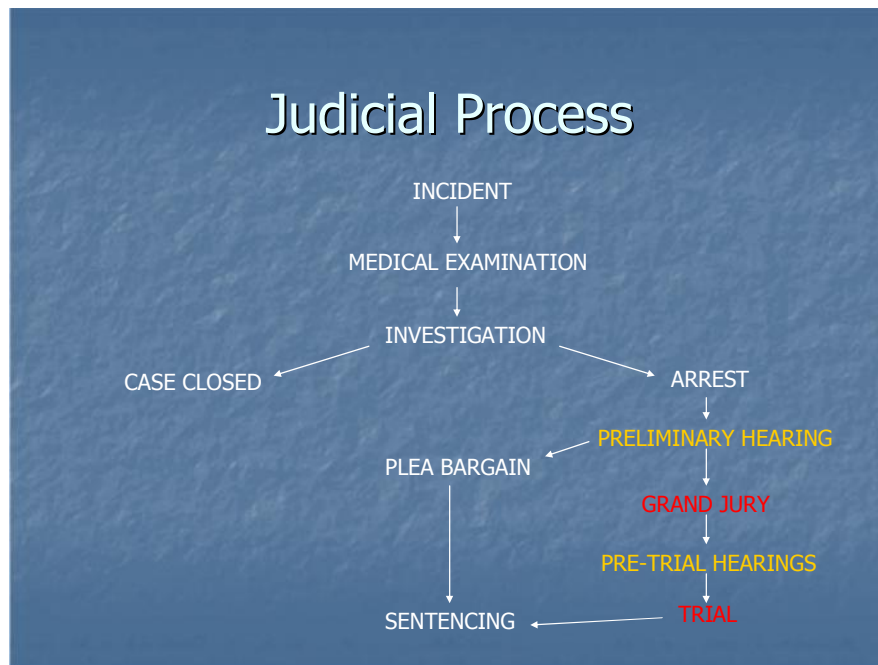 Judicial Process
INCIDENT
MEDICAL EXAMINATION
INVESTIGATION
CASE CLOSED
ARREST
PRELIMINARY HEARING
PLEA BARGAIN
GRAND JURY
PRE-TRIAL HEARINGS
TRIAL
SENTENCING